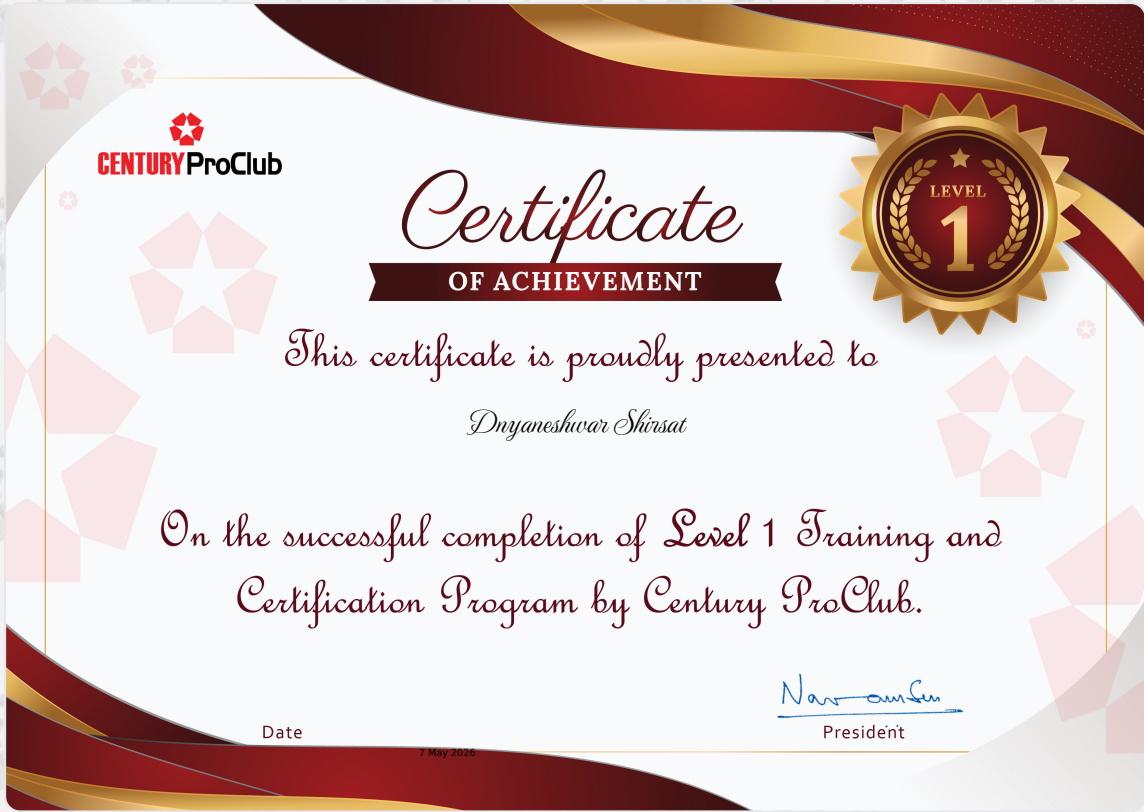 CENTURY ProClub
LEVEL
1
Certificate
OF ACHIEVEMENT
This certificate is proudly presented to
Dnyaneshwar Shirsat
On the successful completion of Level 1 Training and
Certification Program by Century ProClub.
Date
President
7 May 2026